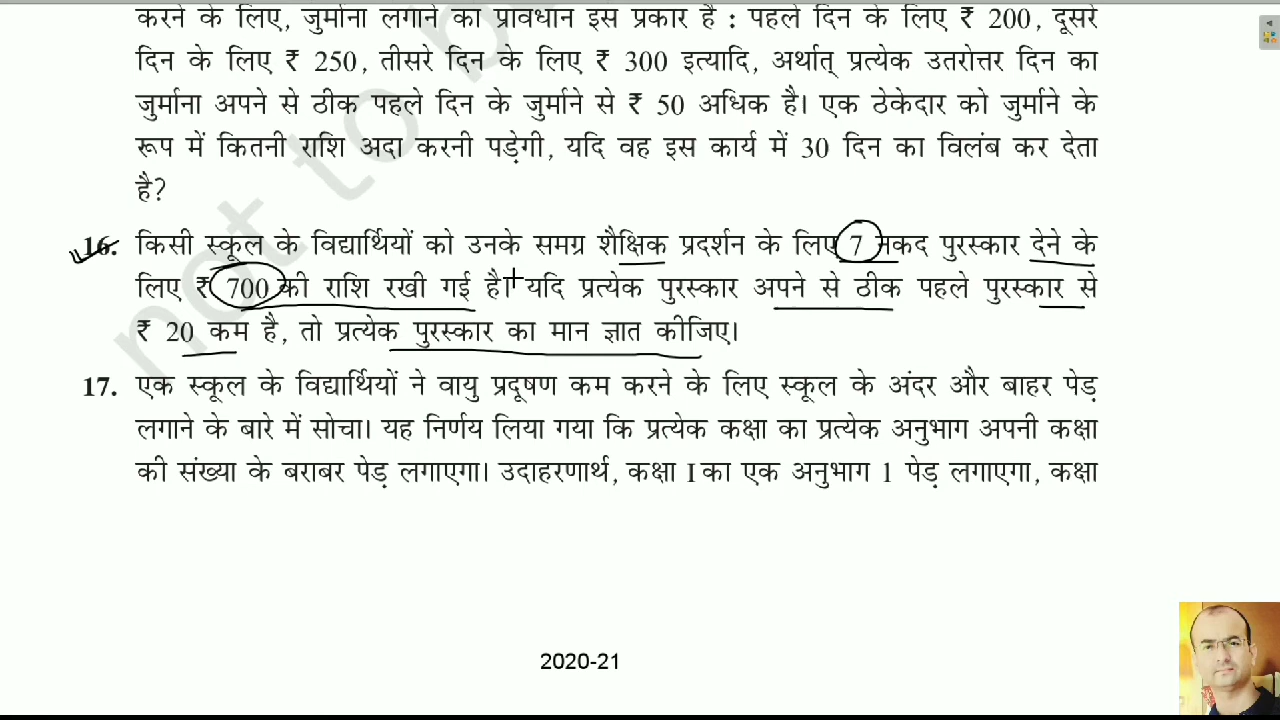 करने के लिए, जुर्माना लगाने का प्रावधान इस प्रकार है : पहले दिन के लिए ₹ 200, दूसरे
दिन के लिए ₹ 250, तीसरे दिन के लिए ₹ 300 इत्यादि, अर्थात् प्रत्येक उतरोत्तर दिन का
जुर्माना अपने से ठीक पहले दिन के जुर्माने से ₹ 50 अधिक है। एक ठेकेदार को जुर्माने के
रूप में कितनी राशि अदा करनी पड़ेगी, यदि वह इस कार्य में 30 दिन का विलंब कर देता
है?
16. किसी स्कूल के विद्यार्थियों को उनके समग्र शैक्षिक प्रदर्शन के लिए 7 नकद पुरस्कार देने के
लिए ₹ 700 की राशि रखी गई है। यदि प्रत्येक पुरस्कार अपने से ठीक पहले पुरस्कार से
₹ 20 कम है, तो प्रत्येक पुरस्कार का मान ज्ञात कीजिए।
17. एक स्कूल के विद्यार्थियों ने वायु प्रदूषण कम करने के लिए स्कूल के अंदर और बाहर पेड़
लगाने के बारे में सोचा। यह निर्णय लिया गया कि प्रत्येक कक्षा का प्रत्येक अनुभाग अपनी कक्षा
की संख्या के बराबर पेड़ लगाएगा। उदाहरणार्थ, कक्षा I का एक अनुभाग 1 पेड़ लगाएगा, कक्षा
2020-21
not to b